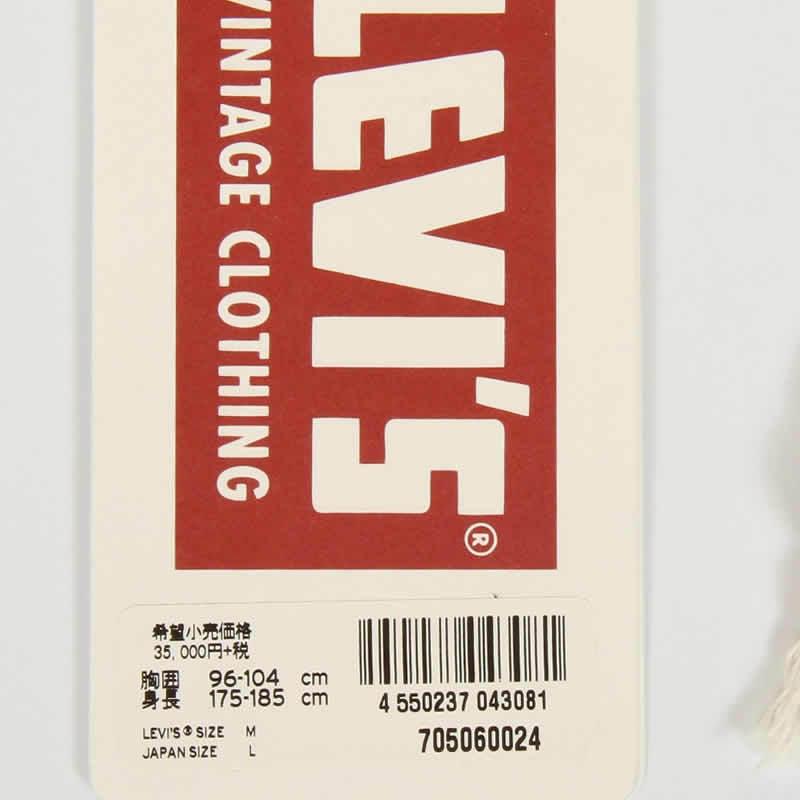 LEVI'S®
VINTAGE CLOTHING
希望小売価格
35,000円+税
胸囲 96-104 cm
身長 175-185 cm
LEVI'S® SIZE M
JAPAN SIZE L
4 550237 043081
705060024